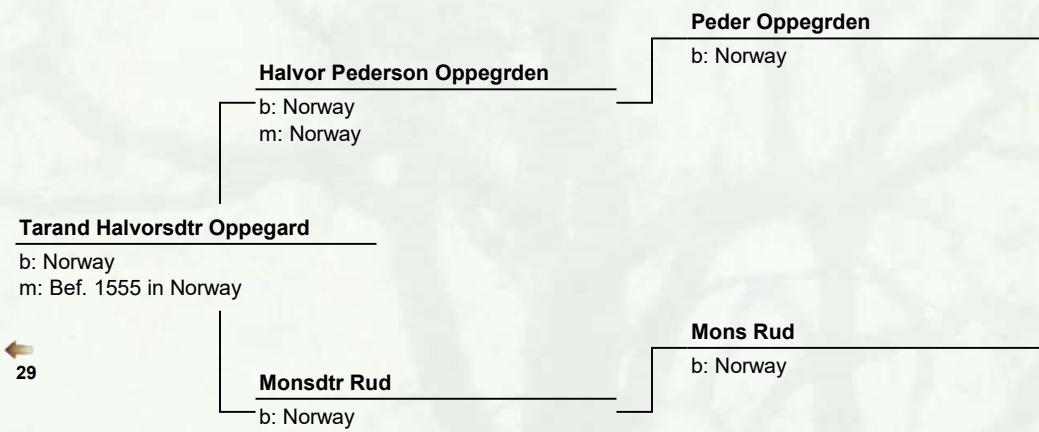 Peder Oppegrden
b: Norway
Halvor Pederson Oppegrden
b: Norway
m: Norway
Tarand Halvorsdtr Oppegard
b: Norway
m: Bef. 1555 in Norway
29
Mons Rud
b: Norway
Monsdtr Rud
b: Norway